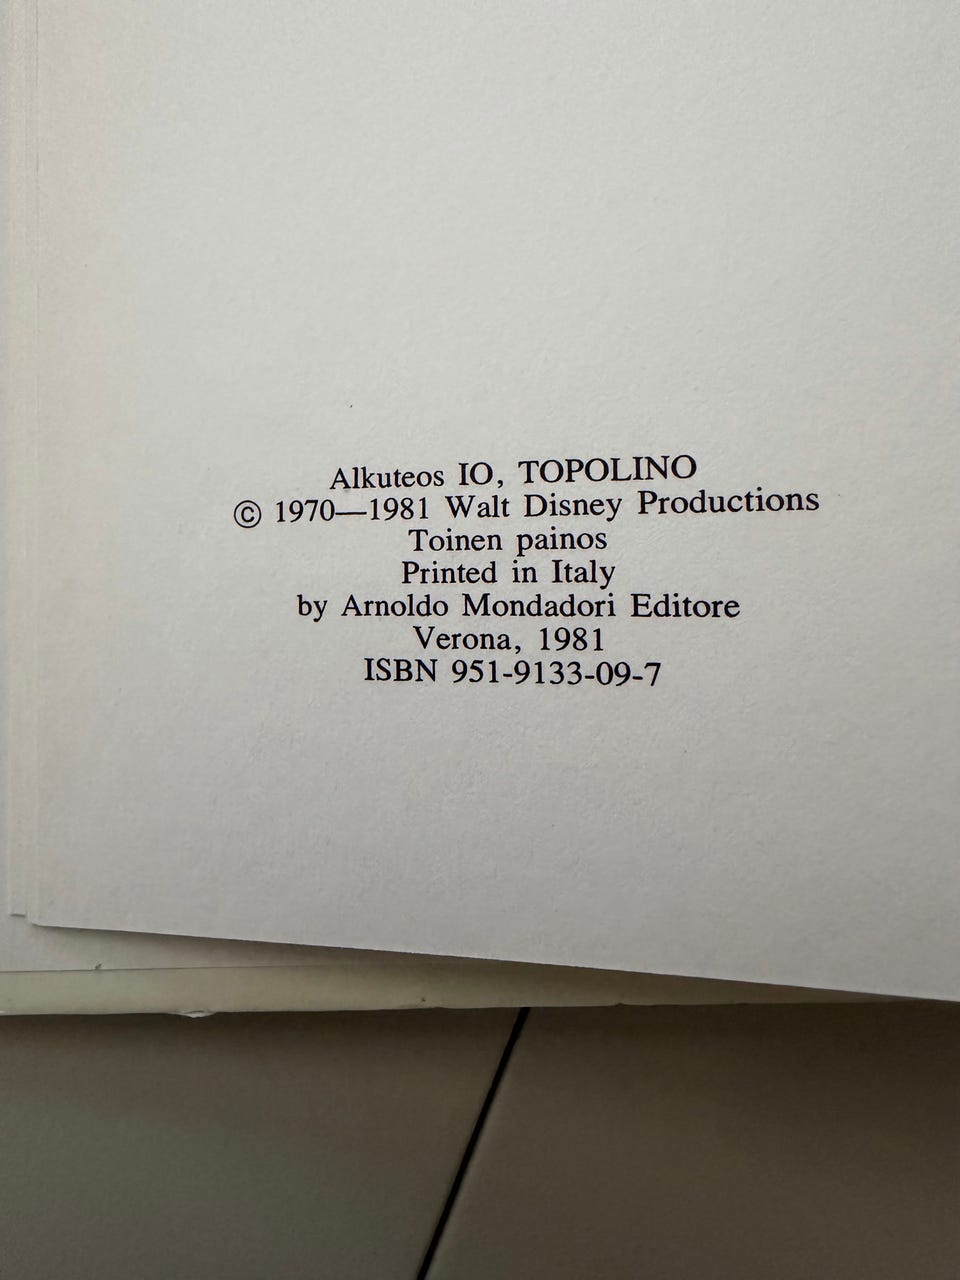 Alkuteos IO, TOPOLINO
© 1970—1981 Walt Disney Productions
Toinen painos
Printed in Italy
by Arnoldo Mondadori Editore
Verona, 1981
ISBN 951-9133-09-7